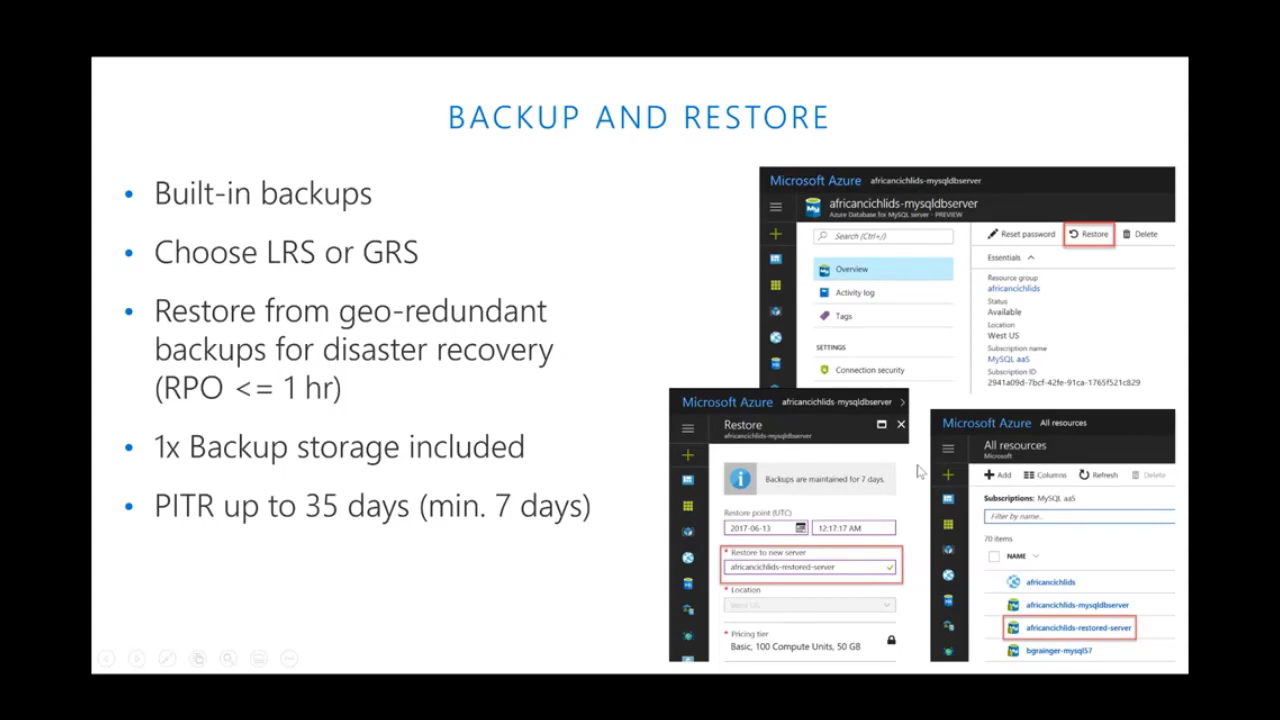 BACKUP AND RESTORE
• Built-in backups
• Choose LRS or GRS
• Restore from geo-redundant
backups for disaster recovery
(RPO <= 1 hr)
• 1x Backup storage included
• PITR up to 35 days (min. 7 days)
Microsoft Azure africancichlids-mysqldbserver
africancichlids-mysqldbserver
Azure Database for MySQL server - PREVIEW
Search (Ctrl+/)
Overview
Activity log
Tags
SETTINGS
Connection security
Reset password Restore Delete
Essentials
Resource group
africancichlids
Status
Available
Location
West US
Subscription name
MySQL aaS
Subscription ID
2941a09d-7bcf-42fe-91ca-1765f521c829
Microsoft Azure africancichlids-mysqldbserver
Restore
africancichlids-mysqldbserver
Backups are maintained for 7 days.
Restore point (UTC)
2017-06-13 12:17:17 AM
* Restore to new server
africancichlids-restored-server
* Location
West US
* Pricing tier
Basic, 100 Compute Units, 50 GB
Microsoft Azure All resources
All resources
Microsoft
Add Columns Refresh Delete
Subscriptions: MySQL aaS
Filter by name...
70 items
NAME
africancichlids
africancichlids-mysqldbserver
africancichlids-restored-server
bgrainger-mysql57